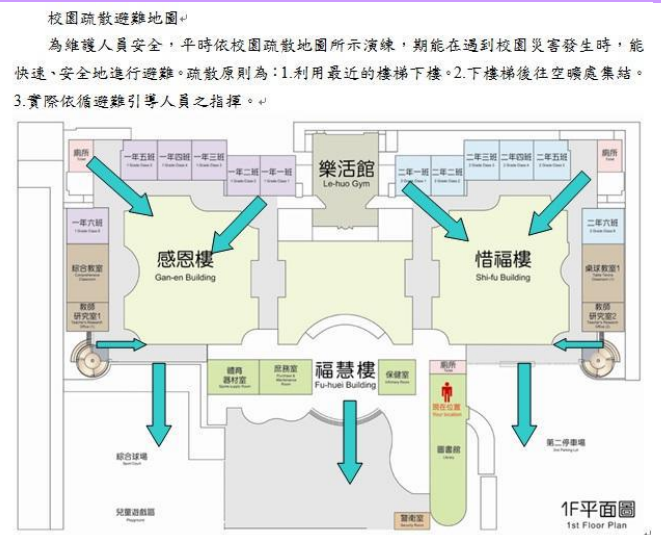 校園疏散避難地圖
為維護人員安全，平時依校園疏散地圖所示演練，期能在遇到校園災害發生時，能
快速、安全地進行避難。疏散原則為：1.利用最近的樓梯下樓。2.下樓梯後往空曠處集結。
3.實際依循避難引導人員之指揮。
廁所
Toilet
一年五班
一年四班
一年三班
一年二班
一年一班
樂活館
Le-huo Gym
二年一班
二年二班
二年三班
二年四班
二年五班
廁所
Toilet
一年六班
綜合教室
教師
研究室1
感恩樓
Gan-en Building
惜福樓
Shi-fu Building
二年六班
桌球教室1
教師
研究室2
體育
器材室
庶務室
福慧樓
Fu-huei Building
保健室
廁所
Toilet
現在位置
Your location
圖書館
Library
綜合球場
Sport Court
第二停車場
兒童遊戲區
Playground
警衛室
1F平面圖
1st Floor Plan